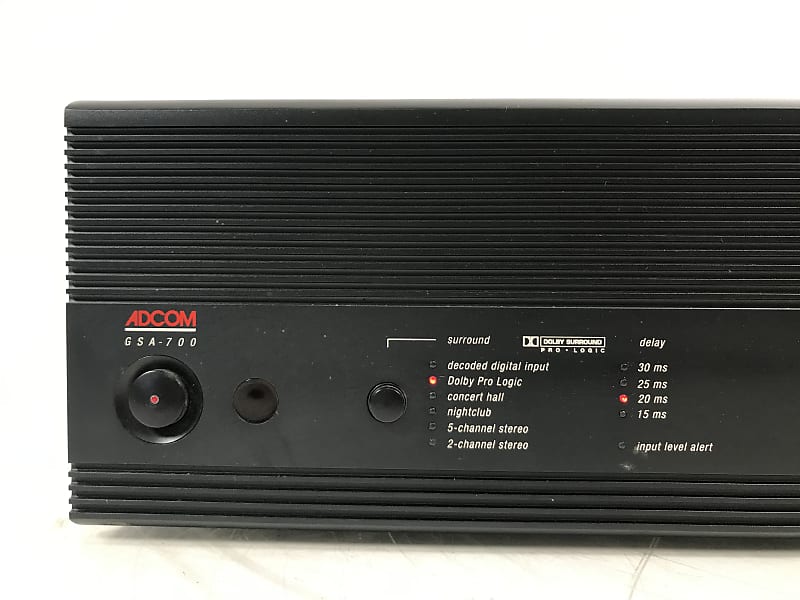 ADCOM
GSA-700
surround
DOLBY SURROUND
PRO • LOGIC
delay
decoded digital input
Dolby Pro Logic
concert hall
nightclub
5-channel stereo
2-channel stereo
30 ms
25 ms
20 ms
15 ms
input level alert